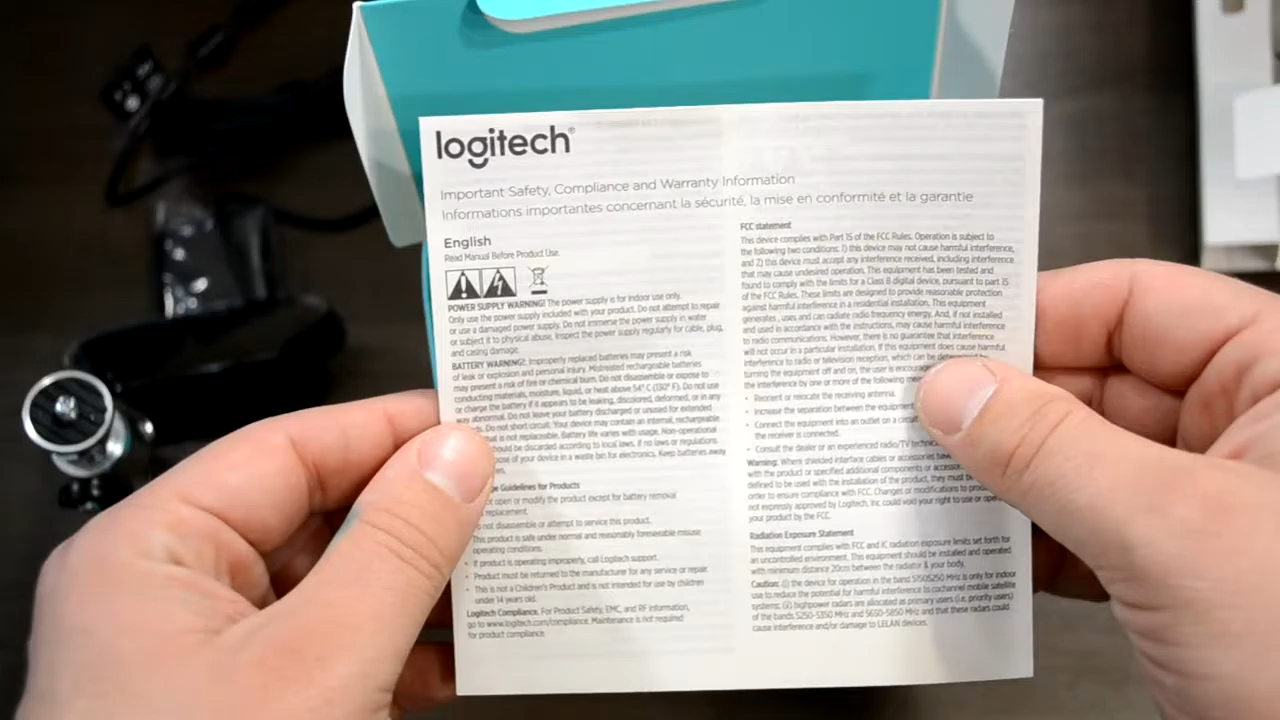 logitech®
Important Safety, Compliance and Warranty Information
Informations importantes concernant la sécurité, la mise en conformité et la garantie
English
Read Manual Before Product Use.
POWER SUPPLY WARNING! The power supply is for indoor use only.
Only use the power supply included with your product. Do not attempt to repair
or use a damaged power supply. Do not immerse the power supply in water
or subject it to physical abuse. Inspect the power supply regularly for cable, plug,
and casing damage.
BATTERY WARNING!: Improperly replaced batteries may present a risk
of leak or explosion and personal injury. Mistreated rechargeable batteries
may present a risk of fire or chemical burn. Do not disassemble or expose to
conducting materials, moisture, liquid, or heat above 54° C (130° F). Do not use
or charge the battery if it appears to be leaking, discolored, deformed, or in any
way abnormal. Do not leave your battery discharged or unused for extended
Do not short circuit. Your device may contain an internal, rechargeable
that is not replaceable. Battery life varies with usage. Non-operational
should be discarded according to local laws. If no laws or regulations
of your device in a waste bin for electronics. Keep batteries away
Guidelines for Products
open or modify the product except for battery removal
replacement.
not disassemble or attempt to service this product.
This product is safe under normal and reasonably foreseeable misuse
operating conditions.
• If product is operating improperly, call Logitech support.
• Product must be returned to the manufacturer for any service or repair.
• This is not a Children's Product and is not intended for use by children
under 14 years old.
Logitech Compliance. For Product Safety, EMC, and RF information,
go to www.logitech.com/compliance. Maintenance is not required
for product compliance.
FCC statement
This device complies with Part 15 of the FCC Rules. Operation is subject to
the following two conditions: 1) this device may not cause harmful interference,
and 2) this device must accept any interference received, including interference
that may cause undesired operation. This equipment has been tested and
found to comply with the limits for a Class B digital device, pursuant to part 15
of the FCC Rules. These limits are designed to provide reasonable protection
against harmful interference in a residential installation. This equipment
generates , uses and can radiate radio frequency energy. And, if not installed
and used in accordance with the instructions, may cause harmful interference
to radio communications. However, there is no guarantee that interference
will not occur in a particular installation. If this equipment does cause harmful
interference to radio or television reception, which can be determined by
turning the equipment off and on, the user is
the interference by one or more of the following
• Reorient or relocate the receiving antenna.
• Increase the separation between the equipment
• Connect the equipment into an outlet on a circuit
the receiver is connected.
• Consult the dealer or an experienced radio/TV
Warning: Where shielded interface cables or accessories have
with the product or specified additional components or
defined to be used with the installation of the product, they must
order to ensure compliance with FCC. Changes or modifications to
not expressly approved by Logitech, Inc could void your right to use or
your product by the FCC.
Radiation Exposure Statement
This equipment complies with FCC and IC radiation exposure limits set forth for
an uncontrolled environment. This equipment should be installed and operated
with minimum distance 20cm between the radiator & your body.
Caution: (i) the device for operation in the band 51505250 MHz is only for indoor
use to reduce the potential for harmful interference to cochannel mobile satellite
systems; (ii) highpower radars are allocated as primary users (i.e. priority users)
of the bands 5250-5350 MHz and 5650-5850 MHz and that these radars could
cause interference and/or damage to LELAN devices.